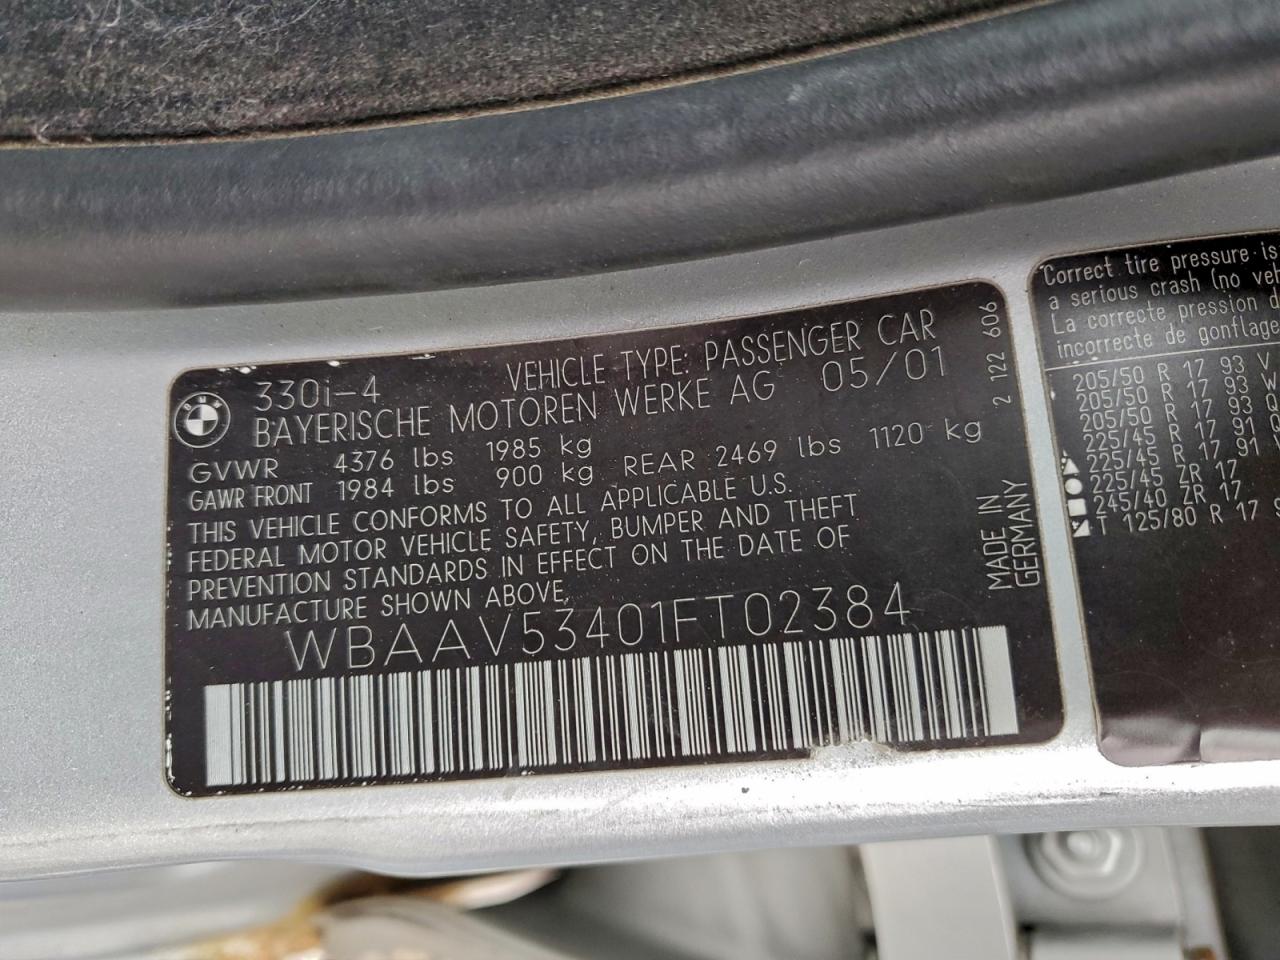 330i-4 VEHICLE TYPE: PASSENGER CAR
BAYERISCHE MOTOREN WERKE AG 05/01
GVWR 4376 lbs 1985 kg
GAWR FRONT 1984 lbs 900 kg REAR 2469 lbs 1120 kg
THIS VEHICLE CONFORMS TO ALL APPLICABLE U.S.
FEDERAL MOTOR VEHICLE SAFETY, BUMPER AND THEFT
PREVENTION STANDARDS IN EFFECT ON THE DATE OF
MANUFACTURE SHOWN ABOVE,
WBAAV53401FT02384
2 122 606
MADE IN
GERMANY
BMW
Correct tire pressure is
a serious crash (no
La correcte pression
incorrecte de gonflage
205/50 R 17 93 V
205/50 R 17 93 W
205/50 R 17 93 Q
225/45 R 17 91
225/45 R 17 91
225/45 ZR 17
245/40 ZR 17
T 125/80 R 17